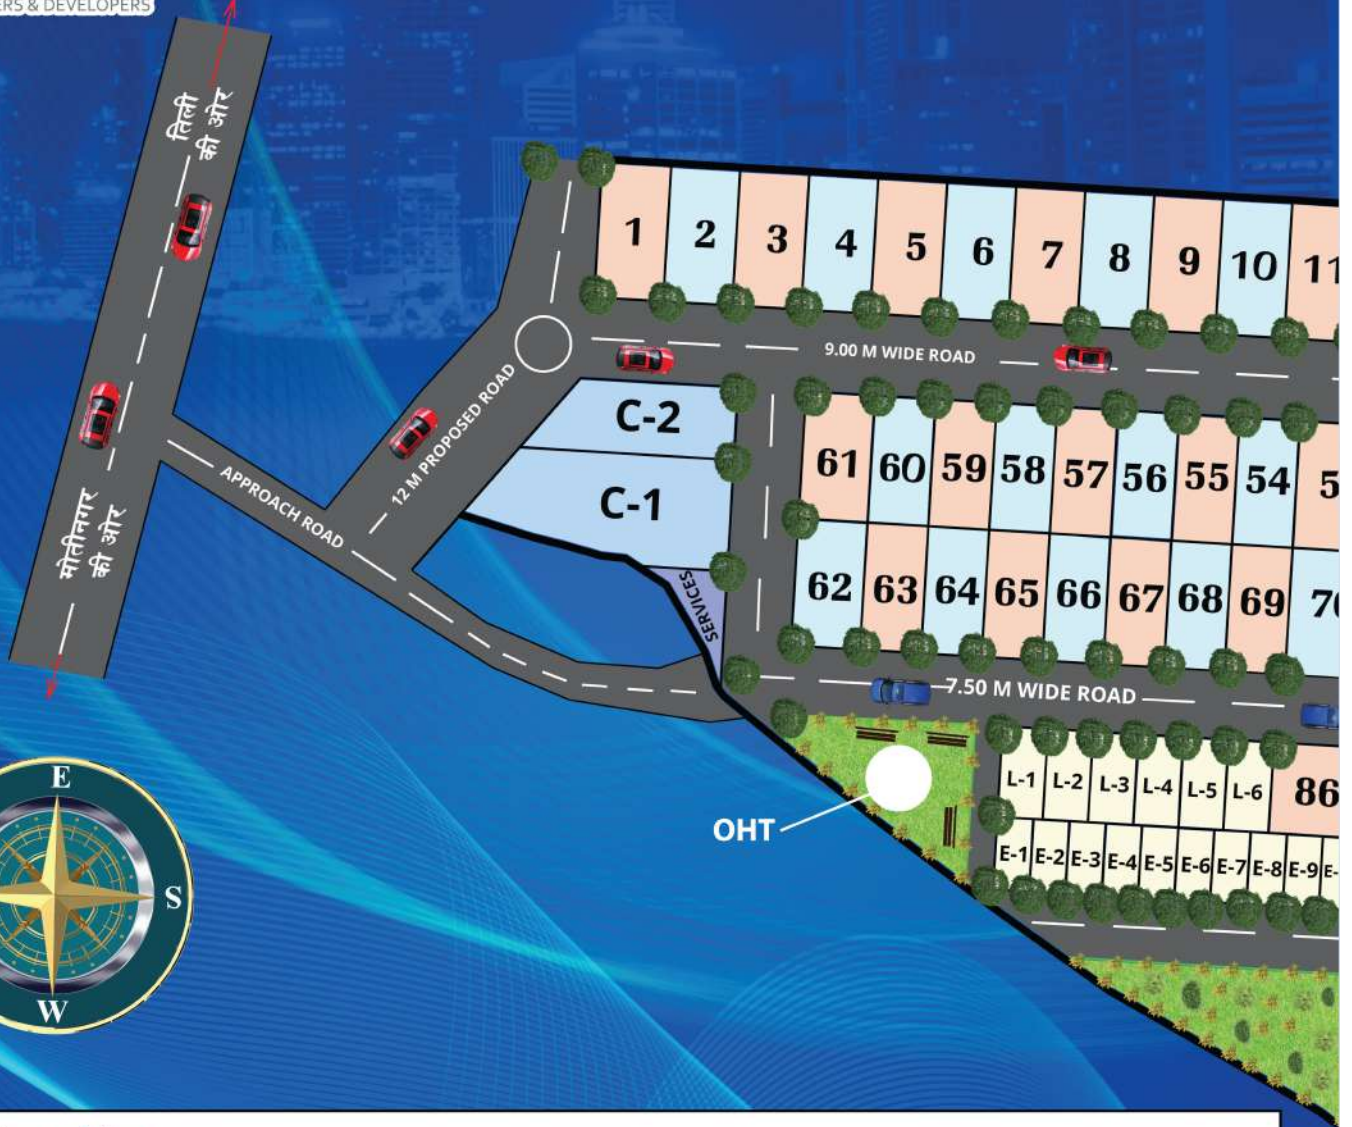 ERS & DEVELOPERS
तिली
की ओर
1 2 3 4 5 6 7 8 9 10 11
9.00 M WIDE ROAD
12 M PROPOSED ROAD
C-2
C-1
61 60 59 58 57 56 55 54 5
APPROACH ROAD
मोतीनगर
की ओर
SERVICES
62 63 64 65 66 67 68 69 70
7.50 M WIDE ROAD
L-1 L-2 L-3 L-4 L-5 L-6 86
OHT
E-1 E-2 E-3 E-4 E-5 E-6 E-7 E-8 E-9 E-
E
S
W